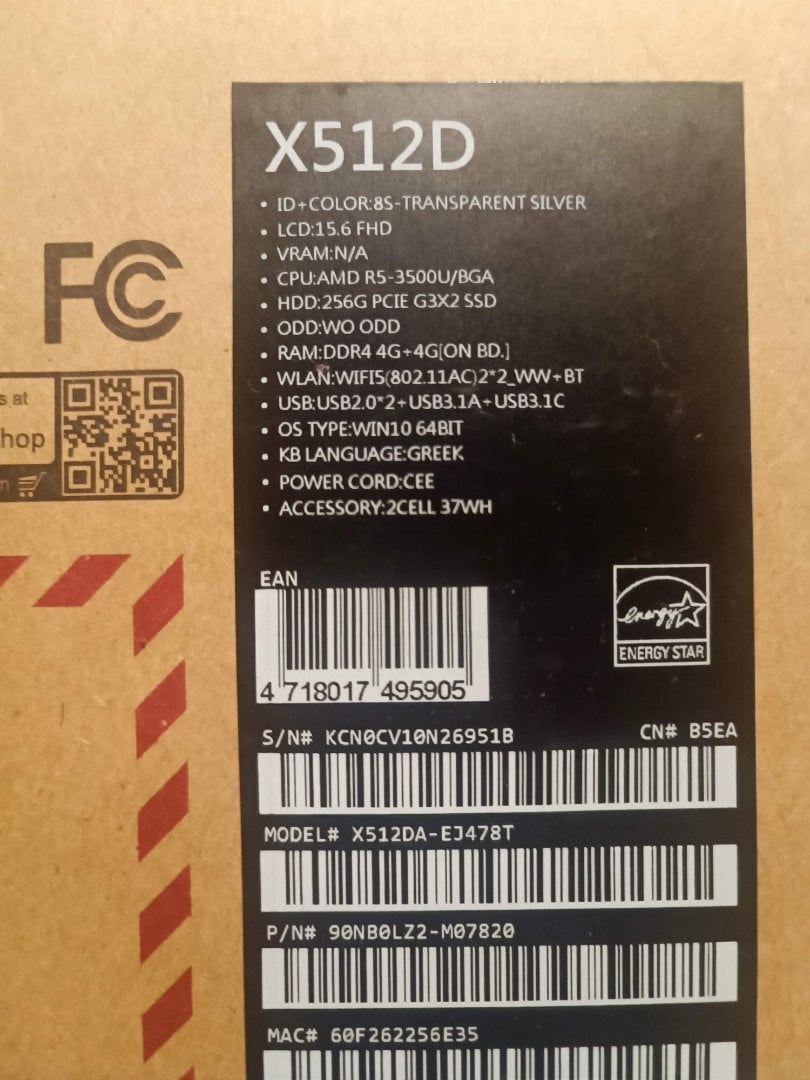 X512D
• ID+COLOR:8S-TRANSPARENT SILVER
• LCD:15.6 FHD
• VRAM:N/A
• CPU:AMD R5-3500U/BGA
• HDD:256G PCIE G3X2 SSD
• ODD:WO ODD
• RAM:DDR4 4G+4G[ON BD.]
• WLAN:WIFI5(802.11AC)2*2_WW+BT
• USB:USB2.0*2+USB3.1A+USB3.1C
• OS TYPE:WIN10 64BIT
• KB LANGUAGE:GREEK
• POWER CORD:CEE
• ACCESSORY:2CELL 37WH
FC
s at
hop
m
EAN
4 718017 495905
energy
ENERGY STAR
S/N# KCN0CV10N26951B CN# B5EA
MODEL# X512DA-EJ478T
P/N# 90NB0LZ2-M07820
MAC# 60F262256E35